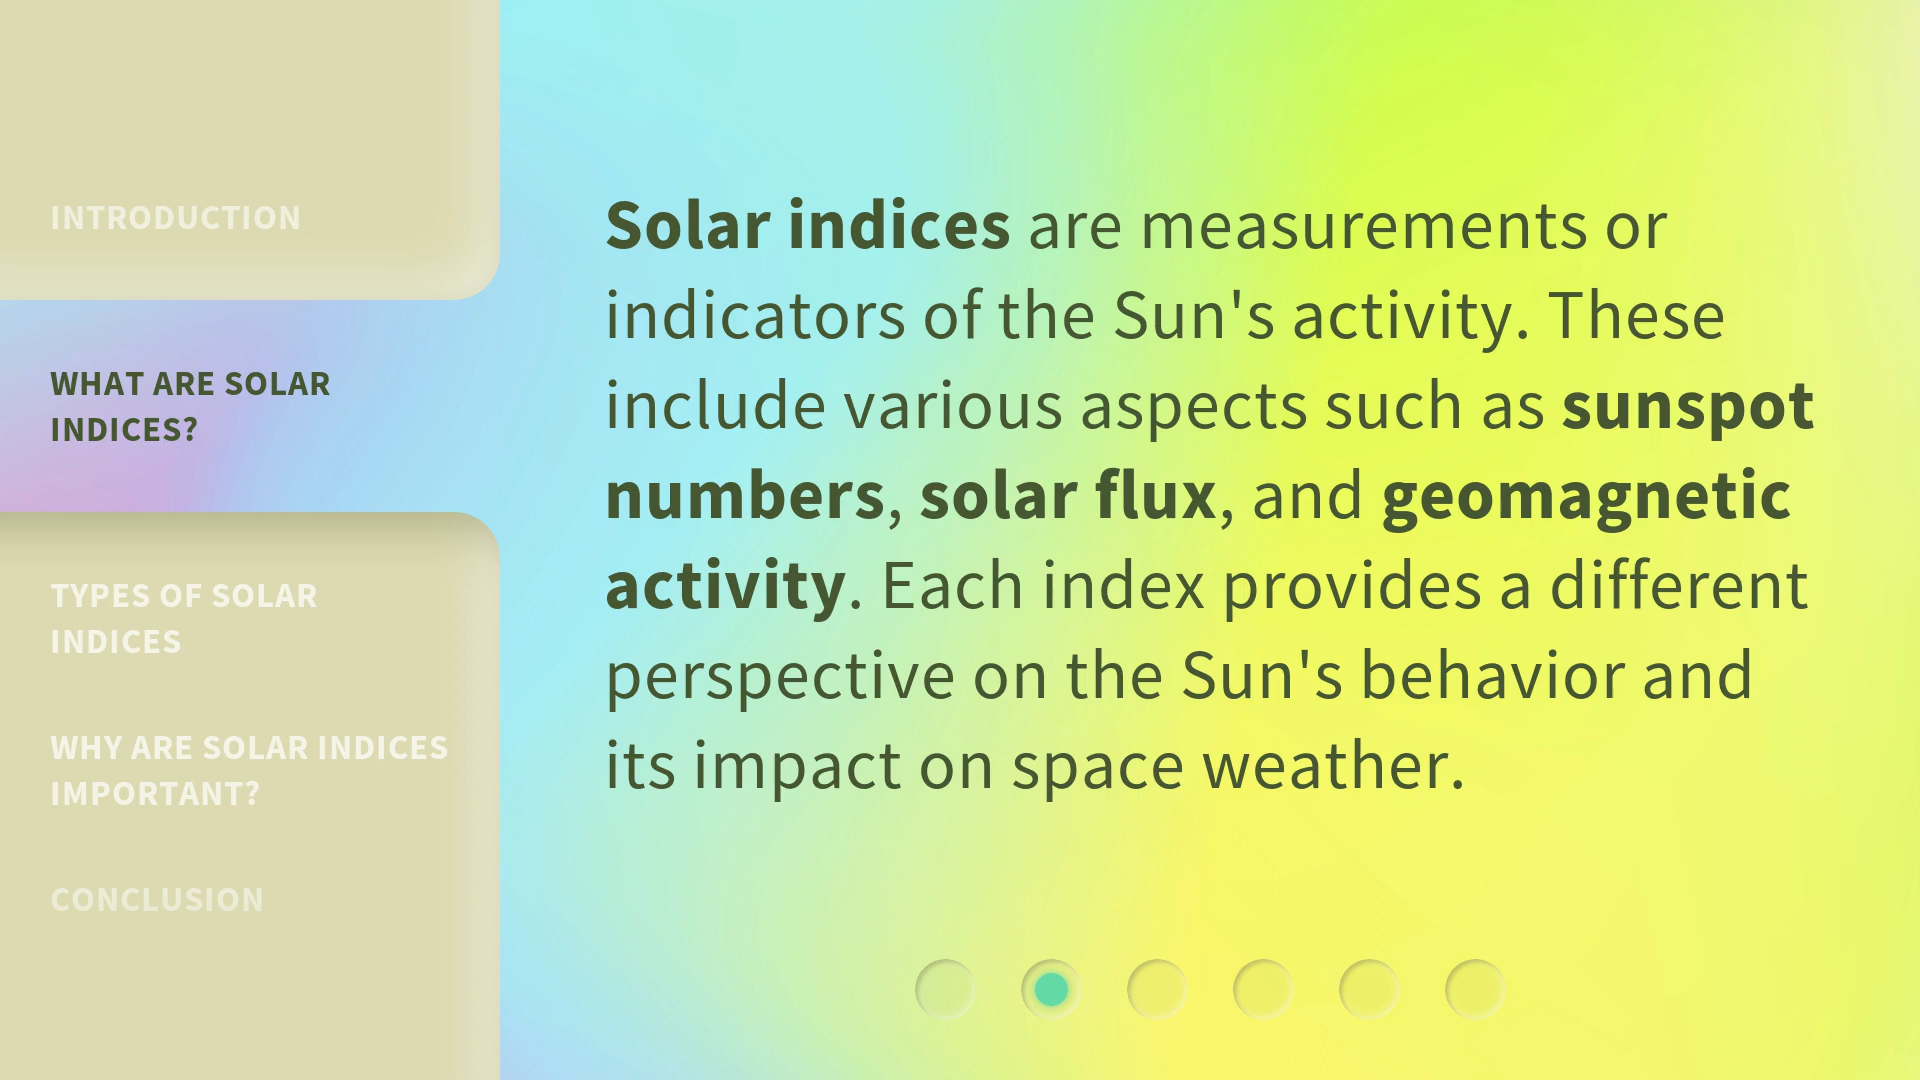 INTRODUCTION
WHAT ARE SOLAR
INDICES?
TYPES OF SOLAR
INDICES
WHY ARE SOLAR INDICES
IMPORTANT?
CONCLUSION
Solar indices are measurements or
indicators of the Sun's activity. These
include various aspects such as sunspot
numbers, solar flux, and geomagnetic
activity. Each index provides a different
perspective on the Sun's behavior and
its impact on space weather.